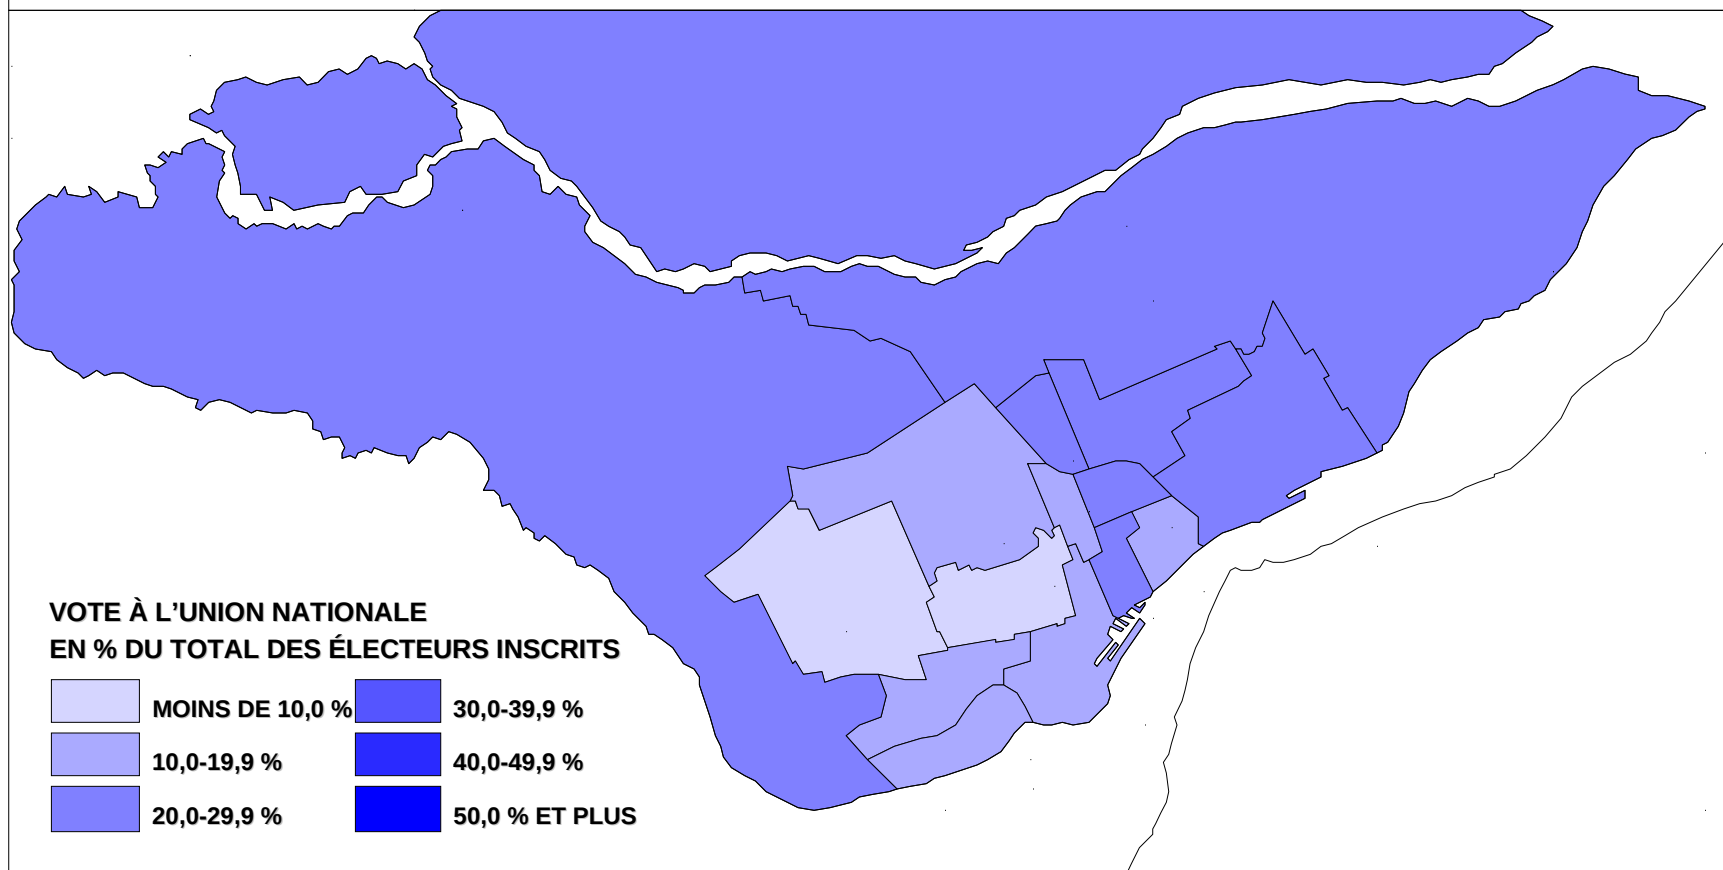 VOTE À L’UNION NATIONALE
EN % DU TOTAL DES ÉLECTEURS INSCRITS
MOINS DE 10,0 %
10,0-19,9 %
20,0-29,9 %
30,0-39,9 %
40,0-49,9 %
50,0 % ET PLUS